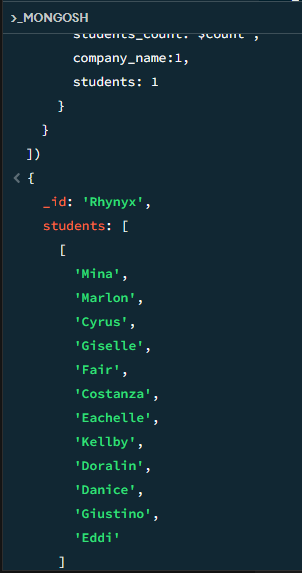 >_MONGOSH
students_count: "$count",
company_name:1,
students: 1
}
}
])
< {
_id: 'Rhynyx',
students: [
[
'Mina',
'Marlon',
'Cyrus',
'Giselle',
'Fair',
'Costanza',
'Eachelle',
'Kellby',
'Doralin',
'Danice',
'Giustino',
'Eddi'
]